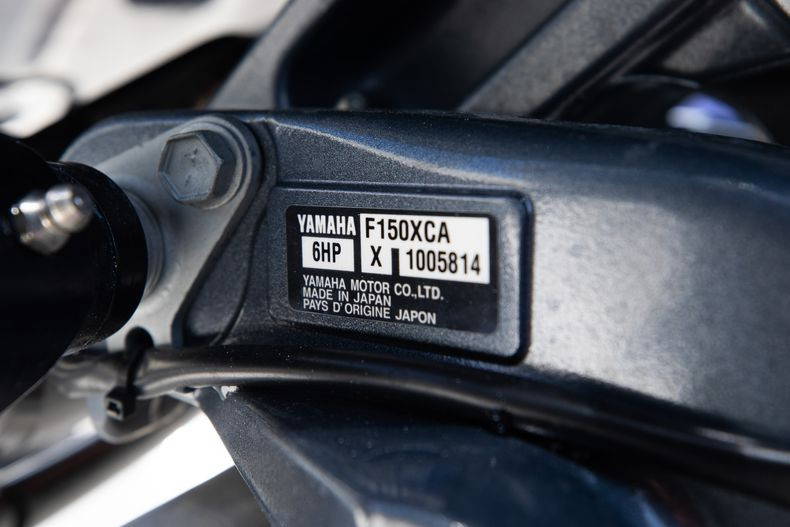 YAMAHA F150XCA
6HP X 1005814
YAMAHA MOTOR CO.,LTD.
MADE IN JAPAN
PAYS D'ORIGINE JAPON